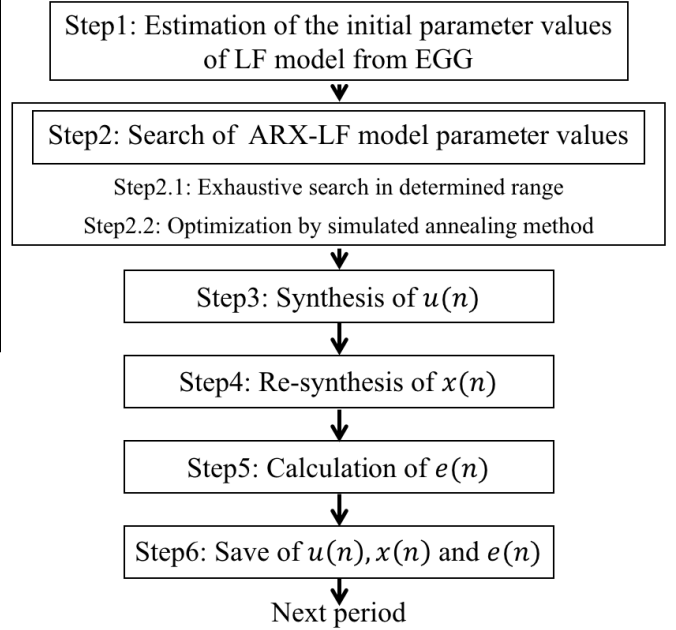 Step1: Estimation of the initial parameter values
of LF model from EGG
Step2: Search of ARX-LF model parameter values
Step2.1: Exhaustive search in determined range
Step2.2: Optimization by simulated annealing method
Step3: Synthesis of u(n)
Step4: Re-synthesis of x(n)
Step5: Calculation of e(n)
Step6: Save of u(n), x(n) and e(n)
Next period